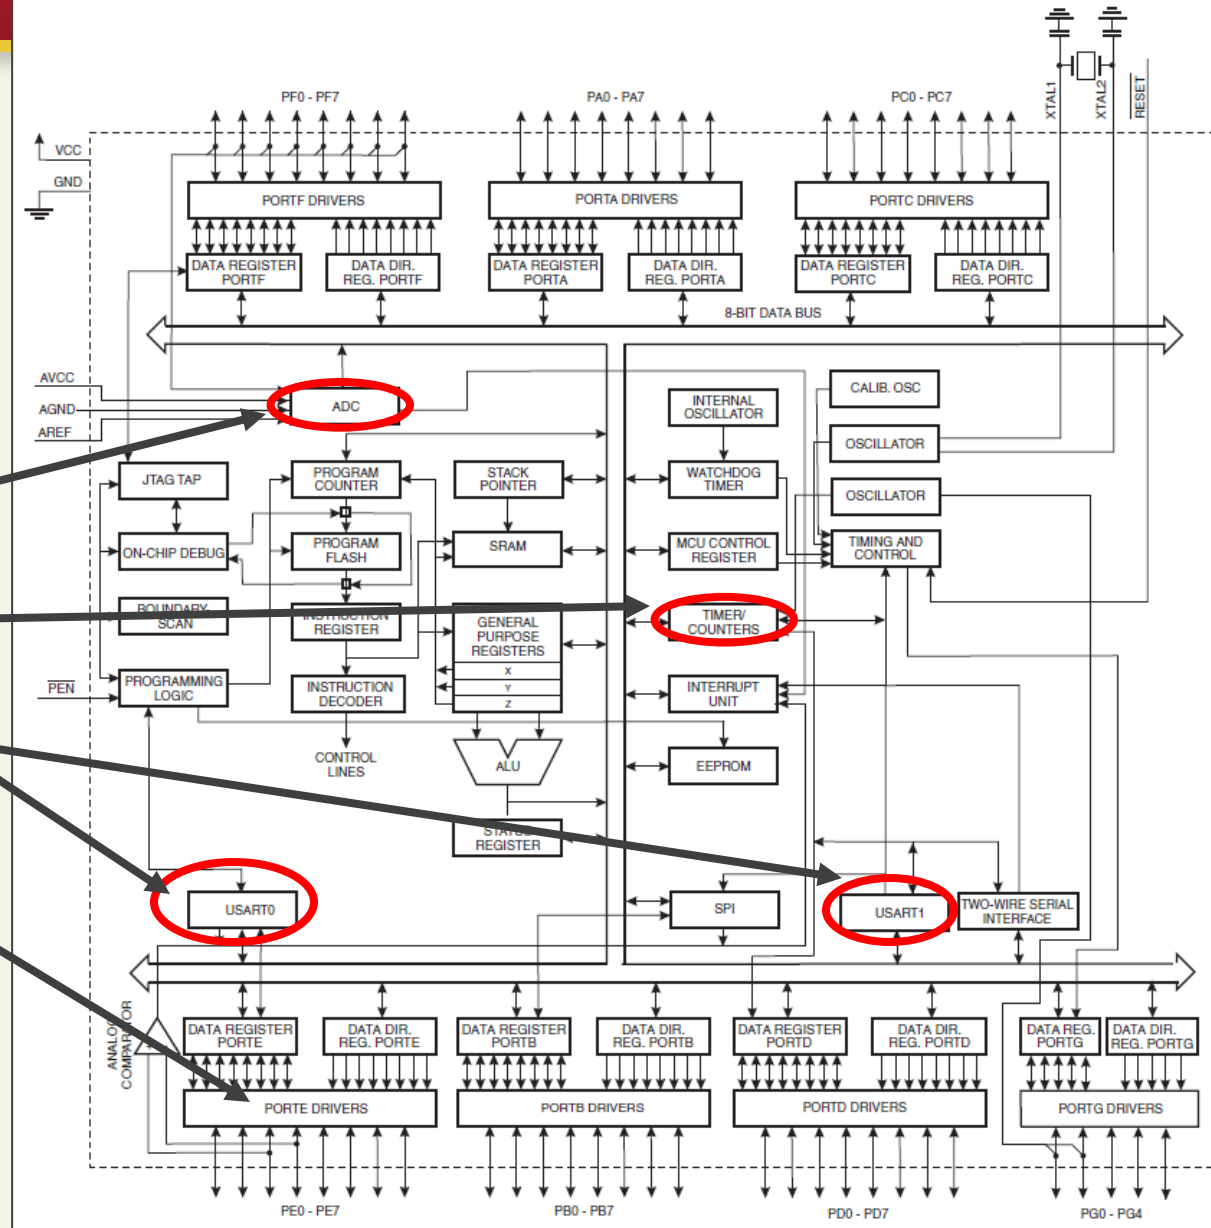 XTAL1
XTAL2
RESET
PF0 - PF7
PA0 - PA7
PC0 - PC7
VCC
GND
PORTF DRIVERS
PORTA DRIVERS
PORTC DRIVERS
DATA REGISTER
PORTF
DATA DIR.
REG. PORTF
DATA REGISTER
PORTA
DATA DIR.
REG. PORTA
DATA REGISTER
PORTC
DATA DIR.
REG. PORTC
8-BIT DATA BUS
AVCC
AGND
AREF
ADC
INTERNAL
OSCILLATOR
CALIB. OSC
OSCILLATOR
JTAG TAP
PROGRAM
COUNTER
STACK
POINTER
WATCHDOG
TIMER
OSCILLATOR
ON-CHIP DEBUG
PROGRAM
FLASH
SRAM
MCU CONTROL
REGISTER
TIMING AND
CONTROL
BOUNDARY-
SCAN
INSTRUCTION
REGISTER
GENERAL
PURPOSE
REGISTERS
X
Y
Z
TIMER/
COUNTERS
PEN
PROGRAMMING
LOGIC
INSTRUCTION
DECODER
INTERRUPT
UNIT
CONTROL
LINES
ALU
EEPROM
STATUS
REGISTER
USART0
SPI
USART1
TWO-WIRE SERIAL
INTERFACE
ANALOG
COMPARATOR
DATA REGISTER
PORTE
DATA DIR.
REG. PORTE
DATA REGISTER
PORTB
DATA DIR.
REG. PORTB
DATA REGISTER
PORTD
DATA DIR.
REG. PORTD
DATA REG.
PORTG
DATA DIR.
REG. PORTG
PORTE DRIVERS
PORTB DRIVERS
PORTD DRIVERS
PORTG DRIVERS
PE0 - PE7
PB0 - PB7
PD0 - PD7
PG0 - PG4